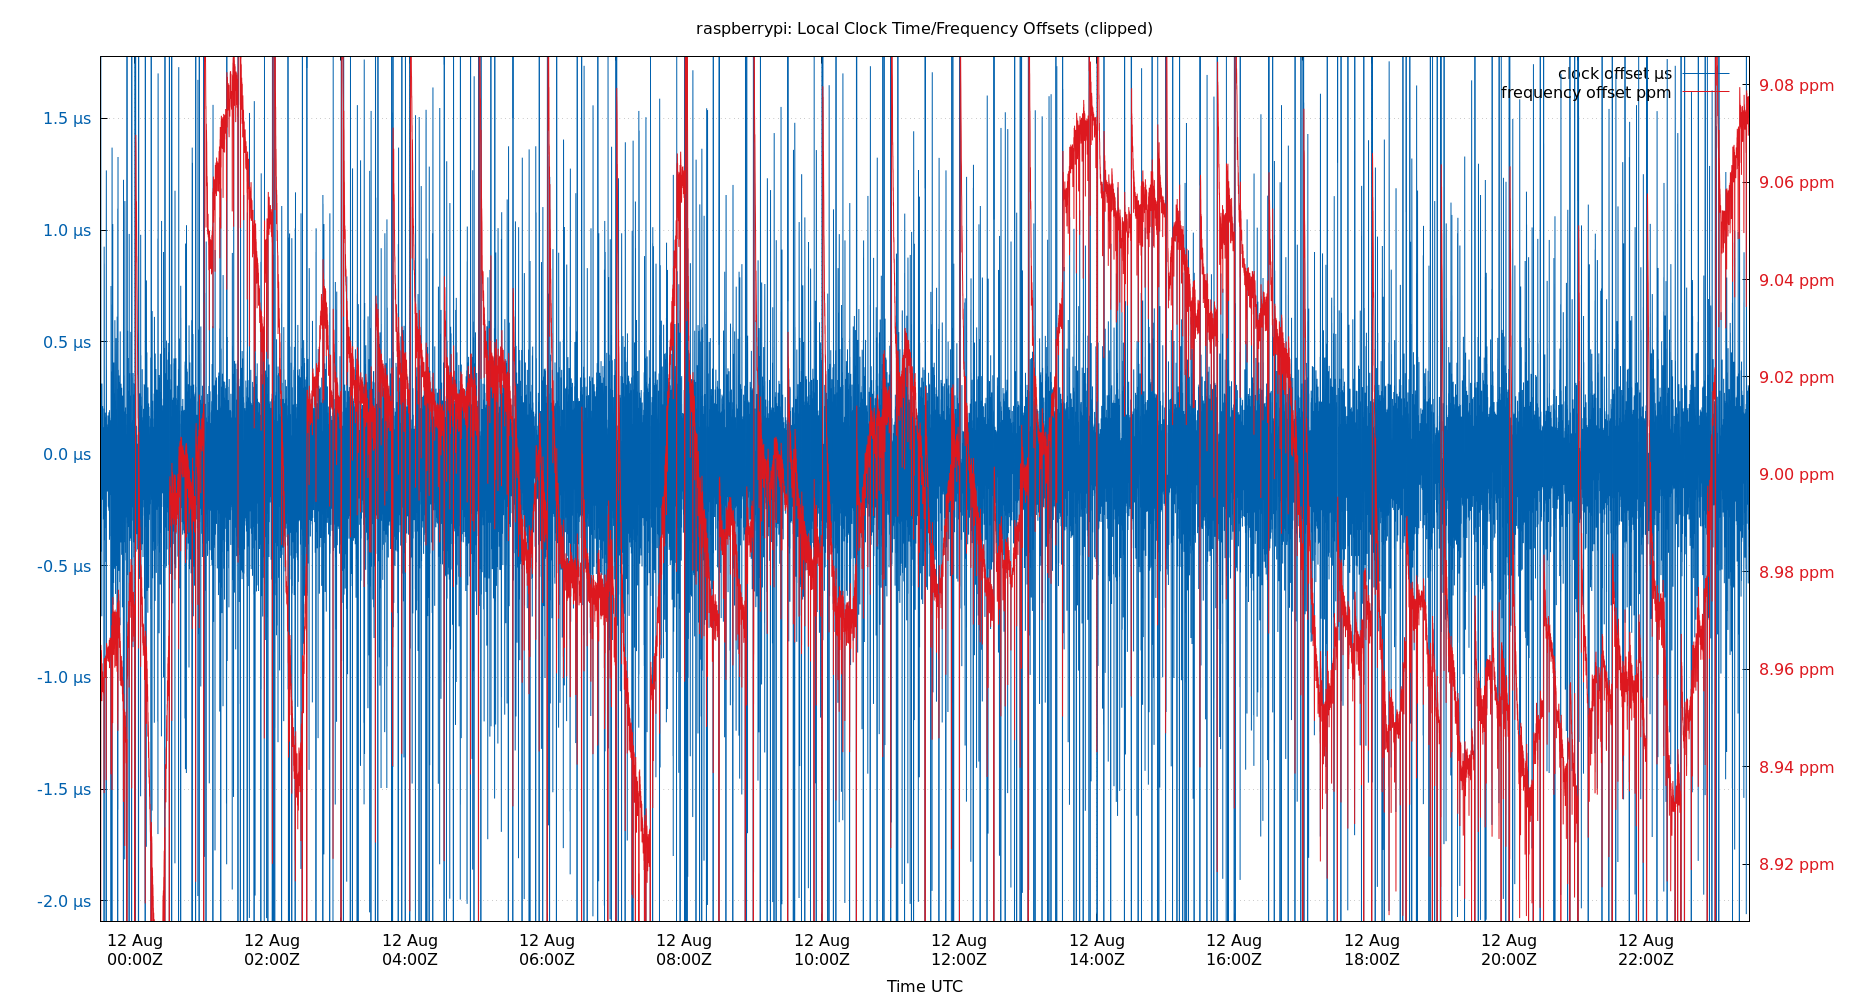 raspberrypi: Local Clock Time/Frequency Offsets (clipped)
clock offset μs
frequency offset ppm
1.5 μs
1.0 μs
0.5 μs
0.0 μs
-0.5 μs
-1.0 μs
-1.5 μs
-2.0 μs
9.08 ppm
9.06 ppm
9.04 ppm
9.02 ppm
9.00 ppm
8.98 ppm
8.96 ppm
8.94 ppm
8.92 ppm
12 Aug
00:00Z
12 Aug
02:00Z
12 Aug
04:00Z
12 Aug
06:00Z
12 Aug
08:00Z
12 Aug
10:00Z
12 Aug
12:00Z
12 Aug
14:00Z
12 Aug
16:00Z
12 Aug
18:00Z
12 Aug
20:00Z
12 Aug
22:00Z
Time UTC